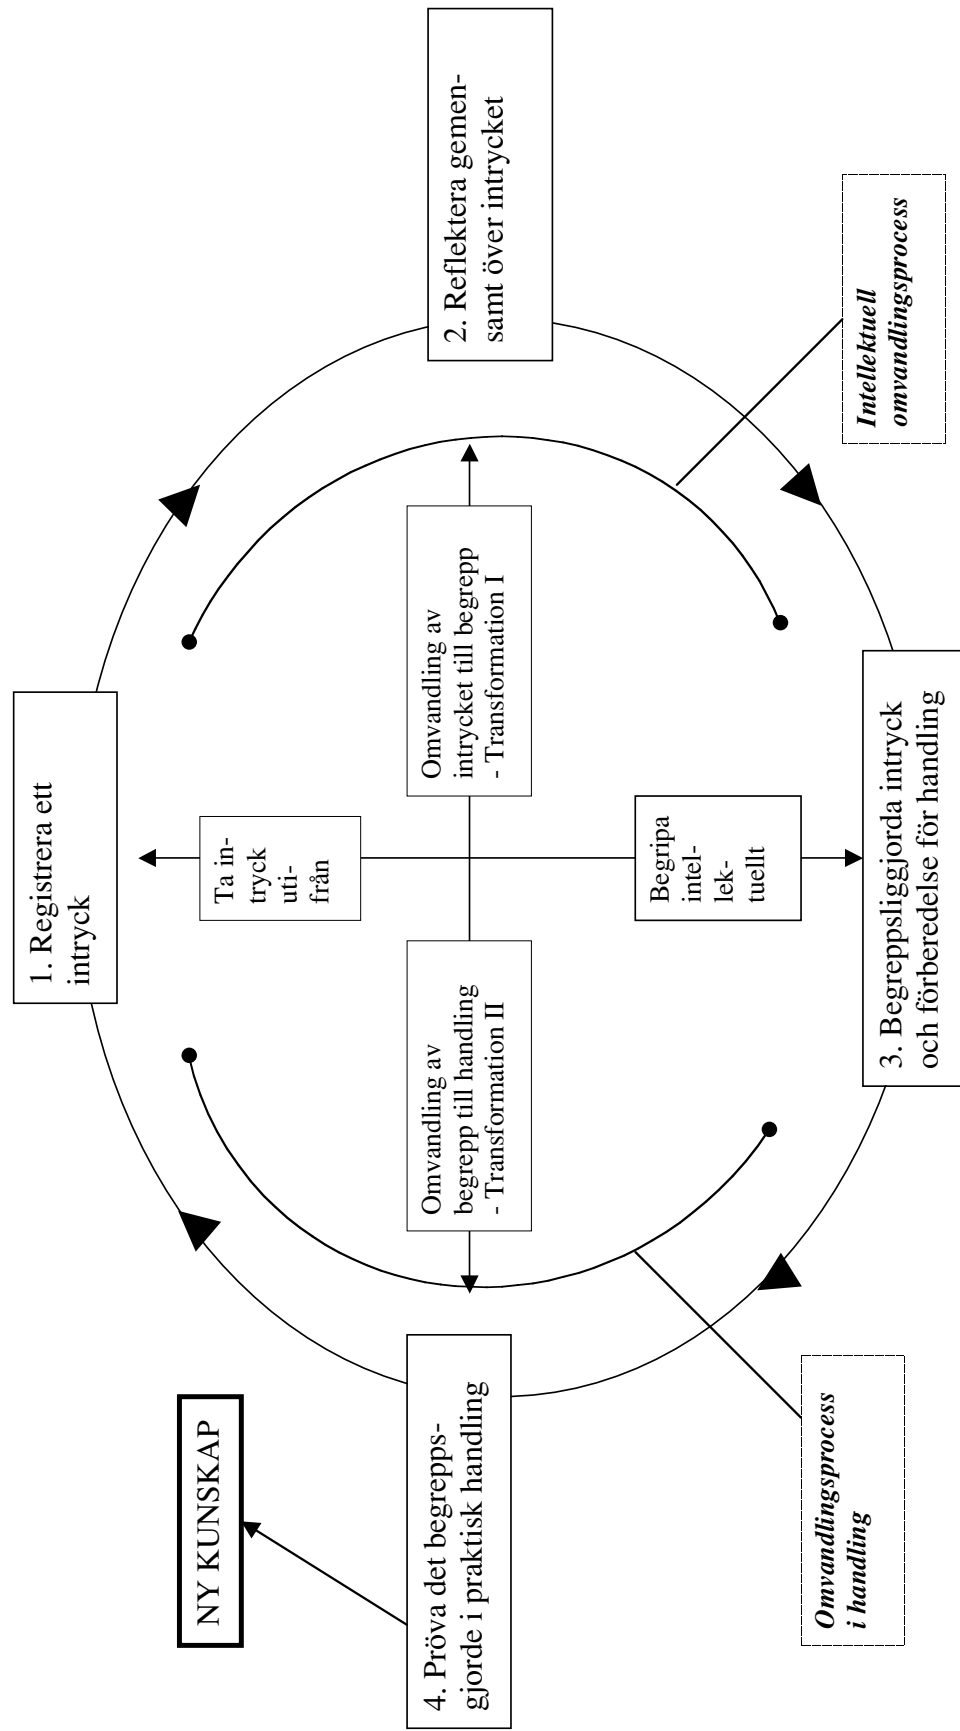 1. Registrera ett
intryck
2. Reflektera gemen-
samt över intrycket
3. Begreppsliggjorda intryck
och förberedelse för handling
4. Pröva det begrepps-
gjorde i praktisk handling
NY KUNSKAP
Ta in-
tryck
uti-
från
Omvandling av
intrycket till begrepp
- Transformation I
Begripa
intel-
lek-
tuellt
Omvandling av
begrepp till handling
- Transformation II
Intellektuell
omvandlingsprocess
Omvandlingsprocess
i handling